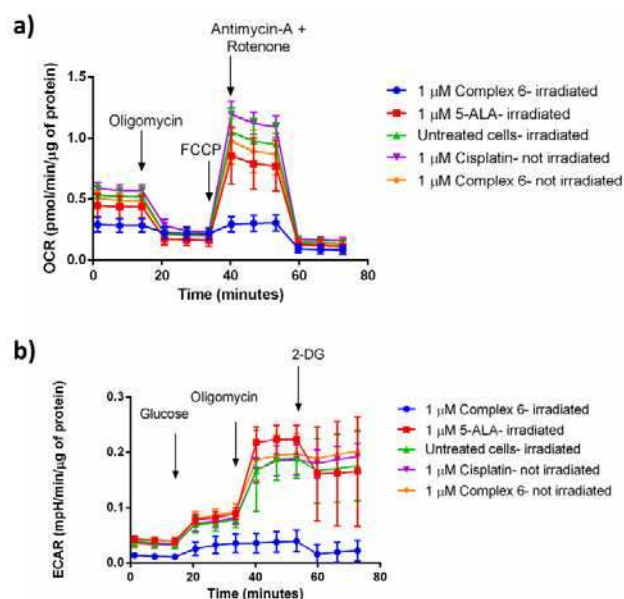 a)
Antimycin-A +
Rotenone
Oligomycin
FCCP
1.5
1.0
0.5
0.0
OCR (pmol/min/μg of protein)
0 20 40 60 80
Time (minutes)
1 μM Complex 6- irradiated
1 μM 5-ALA- irradiated
Untreated cells- irradiated
1 μM Cisplatin- not irradiated
1 μM Complex 6- not irradiated
b)
2-DG
Oligomycin
Glucose
0.3
0.2
0.1
0.0
ECAR (mpH/min/μg of protein)
0 20 40 60 80
Time (minutes)
1 μM Complex 6- irradiated
1 μM 5-ALA- irradiated
Untreated cells- irradiated
1 μM Cisplatin- not irradiated
1 μM Complex 6- not irradiated